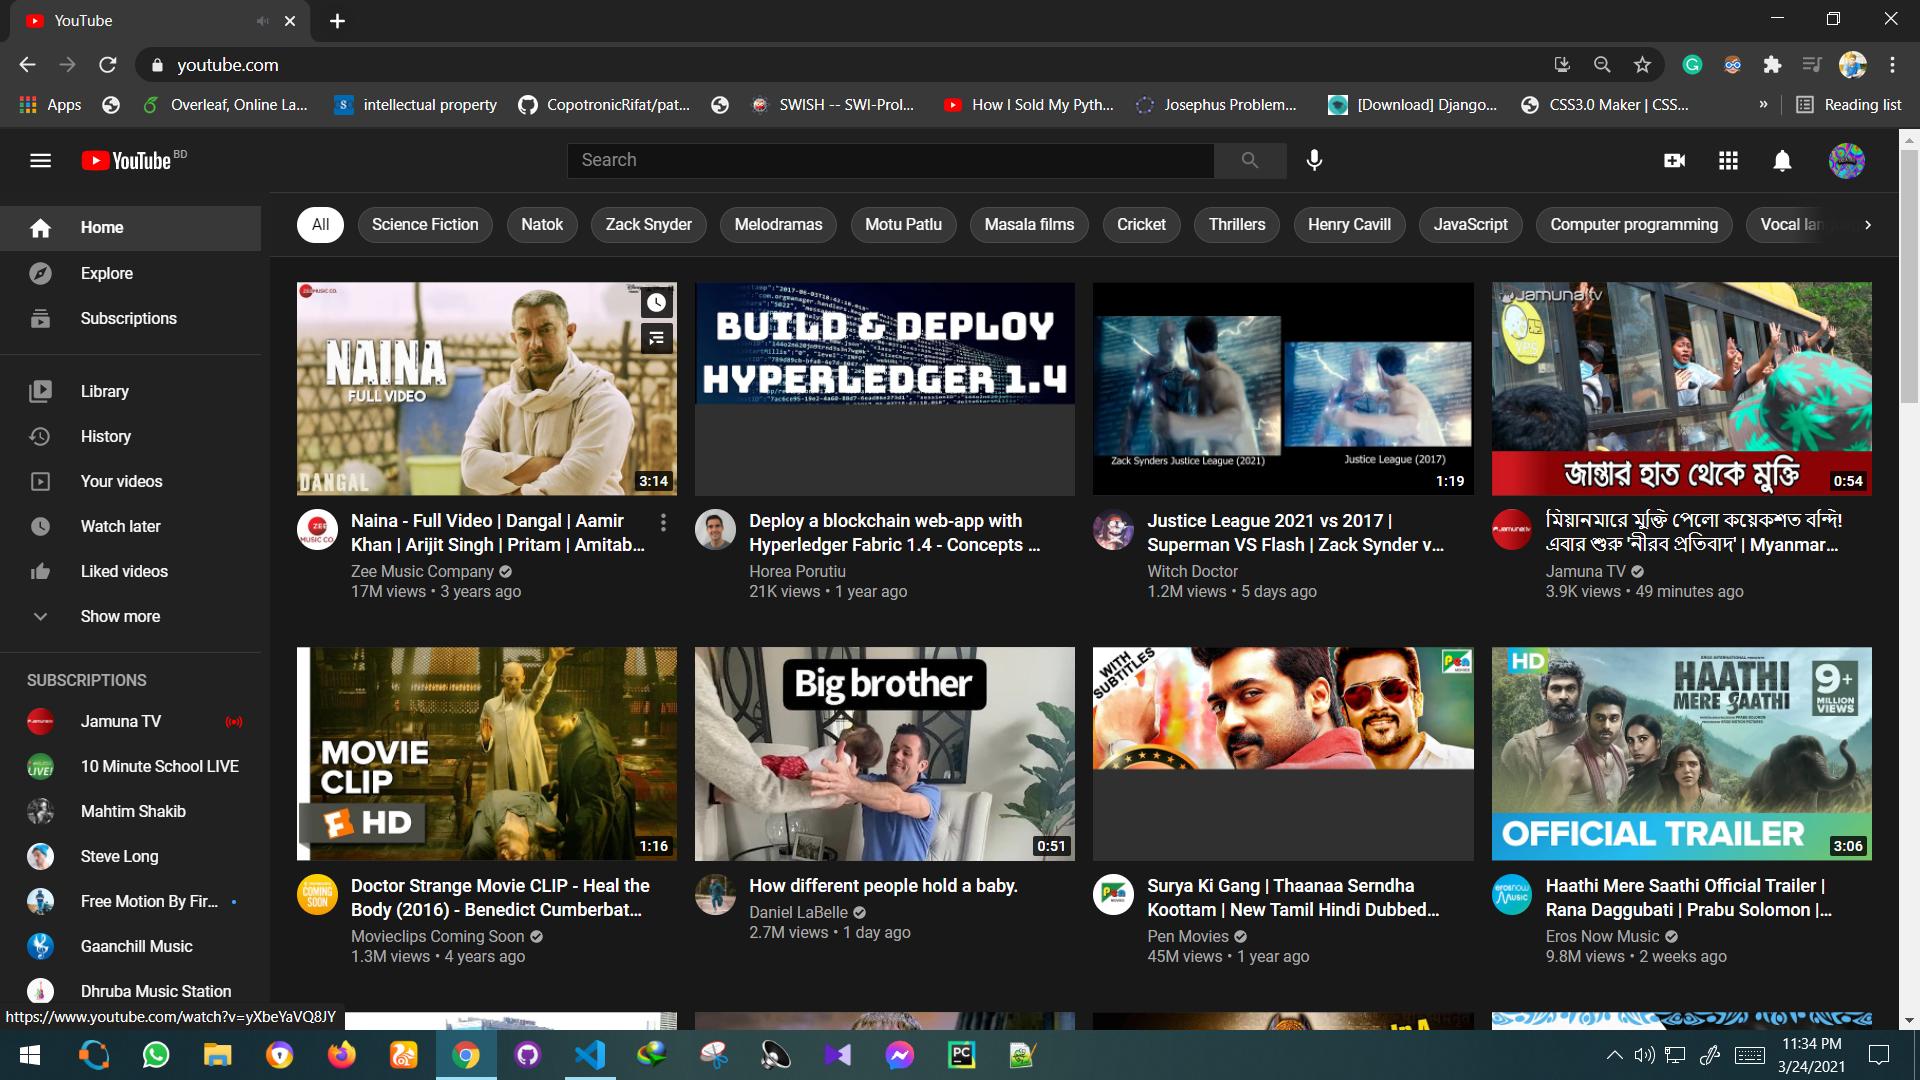 YouTube
youtube.com
Apps
Overleaf, Online La...
intellectual property
CopotronicRifat/pat...
SWISH -- SWI-Prol...
How I Sold My Pyth...
Josephus Problem...
[Download] Django...
CSS3.0 Maker | CSS...
»
Reading list
YouTube BD
Search
Home
Explore
Subscriptions
Library
History
Your videos
Watch later
Liked videos
Show more
SUBSCRIPTIONS
Jamuna TV
10 Minute School LIVE
Mahtim Shakib
Steve Long
Free Motion By Fir...
Gaanchill Music
Dhruba Music Station
https://www.youtube.com/watch?v=yXbeYaVQ8JY
All
Science Fiction
Natok
Zack Snyder
Melodramas
Motu Patlu
Masala films
Cricket
Thrillers
Henry Cavill
JavaScript
Computer programming
Vocal lan
ZEE MUSIC CO.
NAINA
FULL VIDEO
DANGAL
3:14
Naina - Full Video | Dangal | Aamir
Khan | Arijit Singh | Pritam | Amitab...
Zee Music Company
17M views • 3 years ago
BUILD & DEPLOY
HYPERLEDGER 1.4
Deploy a blockchain web-app with
Hyperledger Fabric 1.4 - Concepts ...
Horea Porutiu
21K views • 1 year ago
Zack Synders Justice League (2021)
Justice League (2017)
1:19
Justice League 2021 vs 2017 |
Superman VS Flash | Zack Synder v...
Witch Doctor
1.2M views • 5 days ago
Jamuna tv
YPS
জান্তার হাত থেকে মুক্তি
0:54
মিয়ানমারে মুক্তি পেলো কয়েকশত বন্দি!
এবার শুরু 'নীরব প্রতিবাদ' | Myanmar...
Jamuna TV
3.9K views • 49 minutes ago
MOVIE
CLIP
HD
1:16
Doctor Strange Movie CLIP - Heal the
Body (2016) - Benedict Cumberbat...
Movieclips Coming Soon
1.3M views • 4 years ago
Big brother
0:51
How different people hold a baby.
Daniel LaBelle
2.7M views • 1 day ago
WITH
SUBTITLES
Pen
Surya Ki Gang | Thaanaa Serndha
Koottam | New Tamil Hindi Dubbed...
Pen Movies
45M views • 1 year ago
HD
HAATHI
MERE SAATHI
9+
MILLION
VIEWS
OFFICIAL TRAILER
3:06
Haathi Mere Saathi Official Trailer |
Rana Daggubati | Prabu Solomon |...
Eros Now Music
9.8M views • 2 weeks ago
11:34 PM
3/24/2021